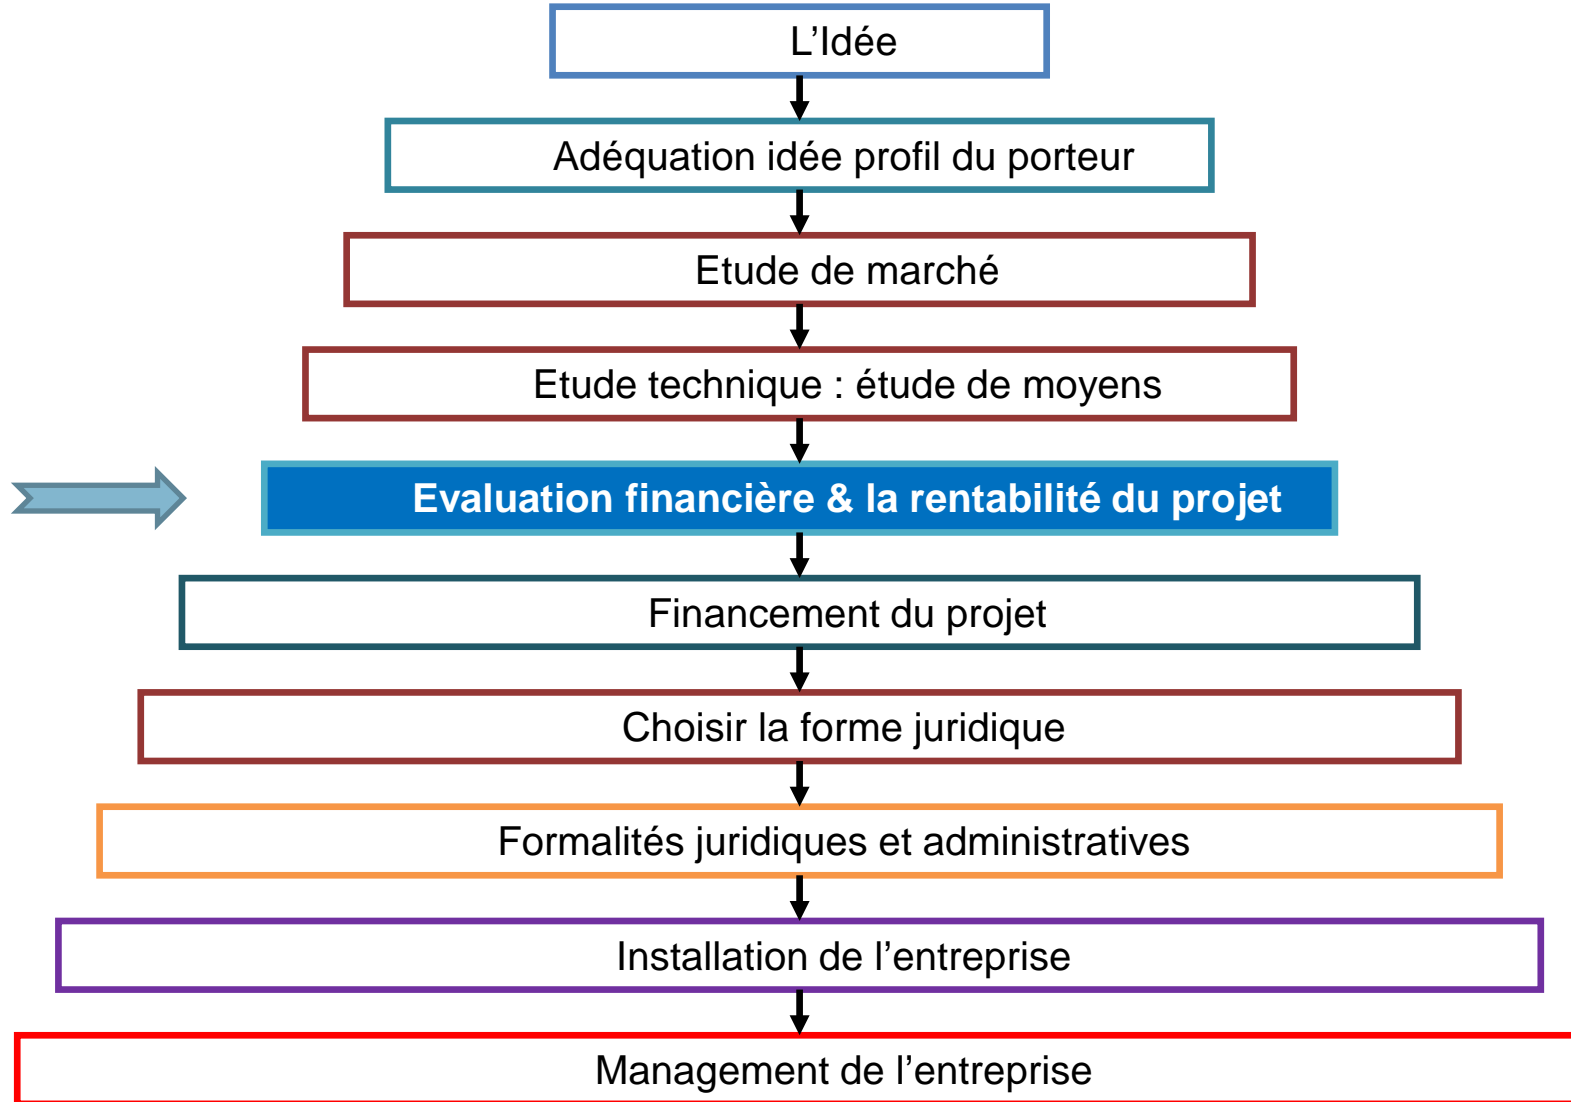 L’Idée
Adéquation idée profil du porteur
Etude de marché
Etude technique : étude de moyens
Evaluation financière & la rentabilité du projet
Financement du projet
Choisir la forme juridique
Formalités juridiques et administratives
Installation de l’entreprise
Management de l’entreprise